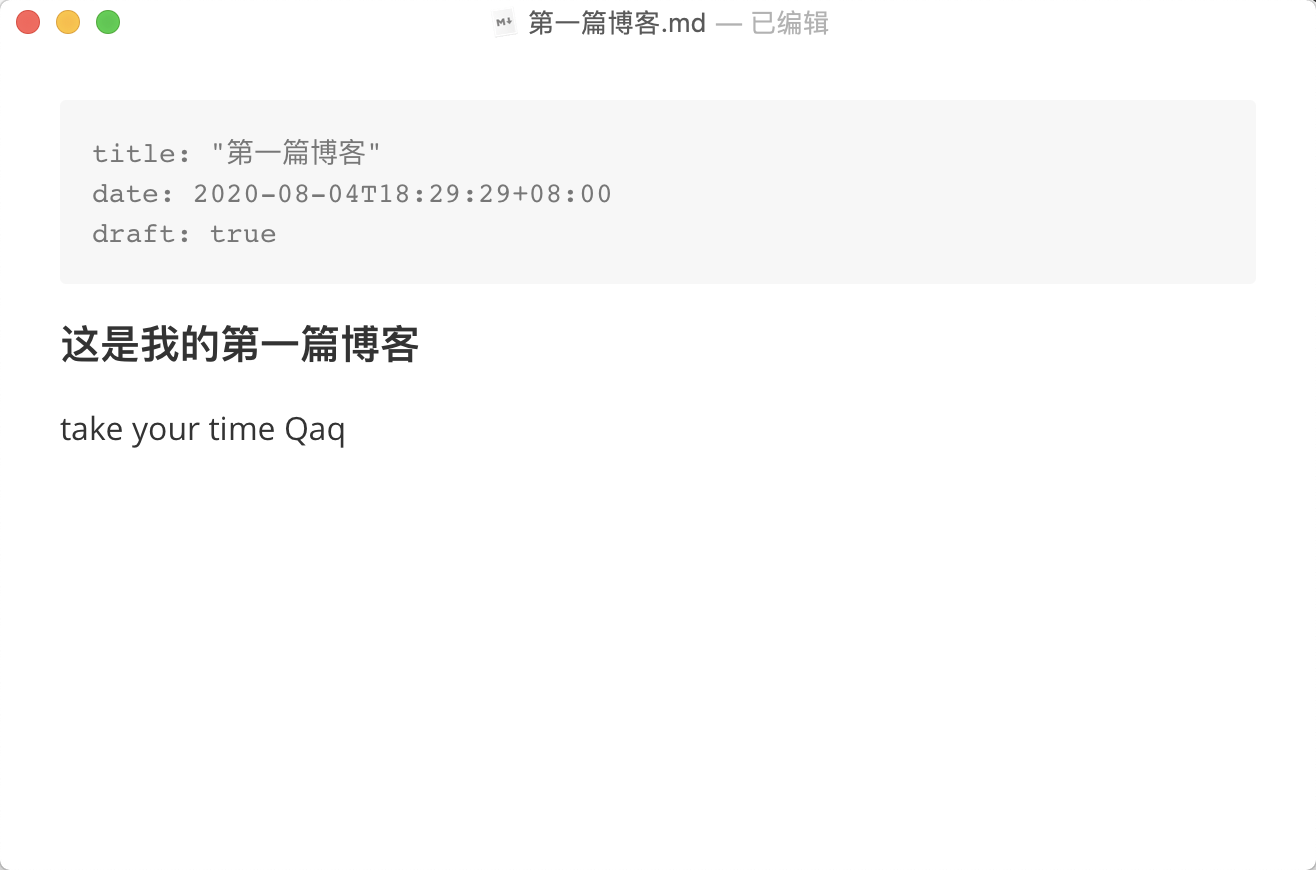 M↓ 第一篇博客.md — 已编辑
title: "第一篇博客"
date: 2020-08-04T18:29:29+08:00
draft: true
这是我的第一篇博客
take your time Qaq